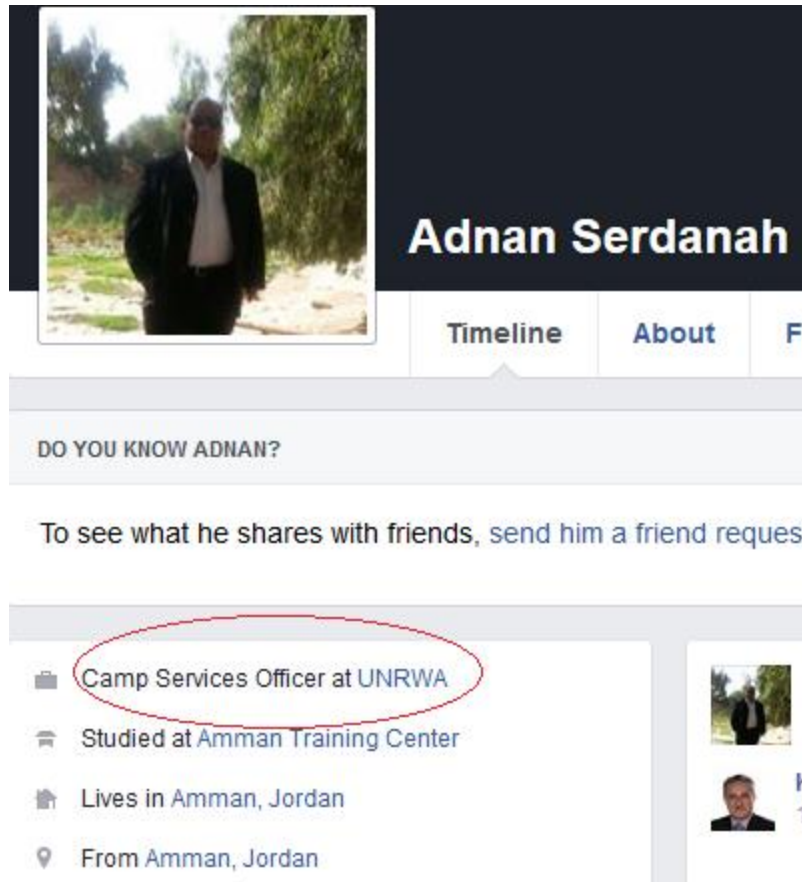 Adnan Serdanah
Timeline About F
DO YOU KNOW ADNAN?
To see what he shares with friends, send him a friend reques
Camp Services Officer at UNRWA
Studied at Amman Training Center
Lives in Amman, Jordan
From Amman, Jordan